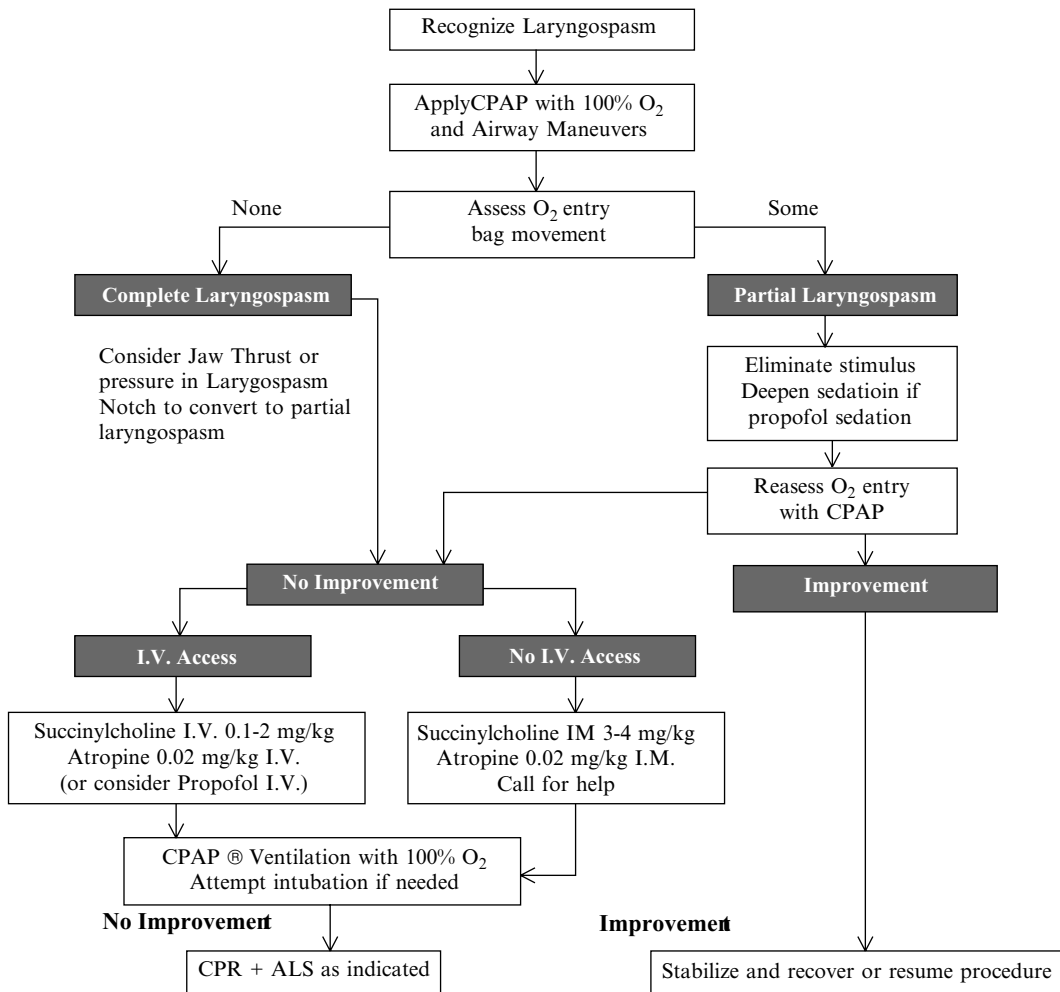 Recognize Laryngospasm
ApplyCPAP with 100% O₂
and Airway Maneuvers
None
Assess O₂ entry
bag movement
Some
Complete Laryngospasm
Partial Laryngospasm
Consider Jaw Thrust or
pressure in Larygospasm
Notch to convert to partial
laryngospasm
Eliminate stimulus
Deepen sedatioin if
propofol sedation
Reasess O₂ entry
with CPAP
No Improvement
Improvement
I.V. Access
No I.V. Access
Succinylcholine I.V. 0.1-2 mg/kg
Atropine 0.02 mg/kg I.V.
(or consider Propofol I.V.)
Succinylcholine IM 3-4 mg/kg
Atropine 0.02 mg/kg I.M.
Call for help
CPAP ® Ventilation with 100% O₂
Attempt intubation if needed
No Improvement
Improvement
CPR + ALS as indicated
Stabilize and recover or resume procedure